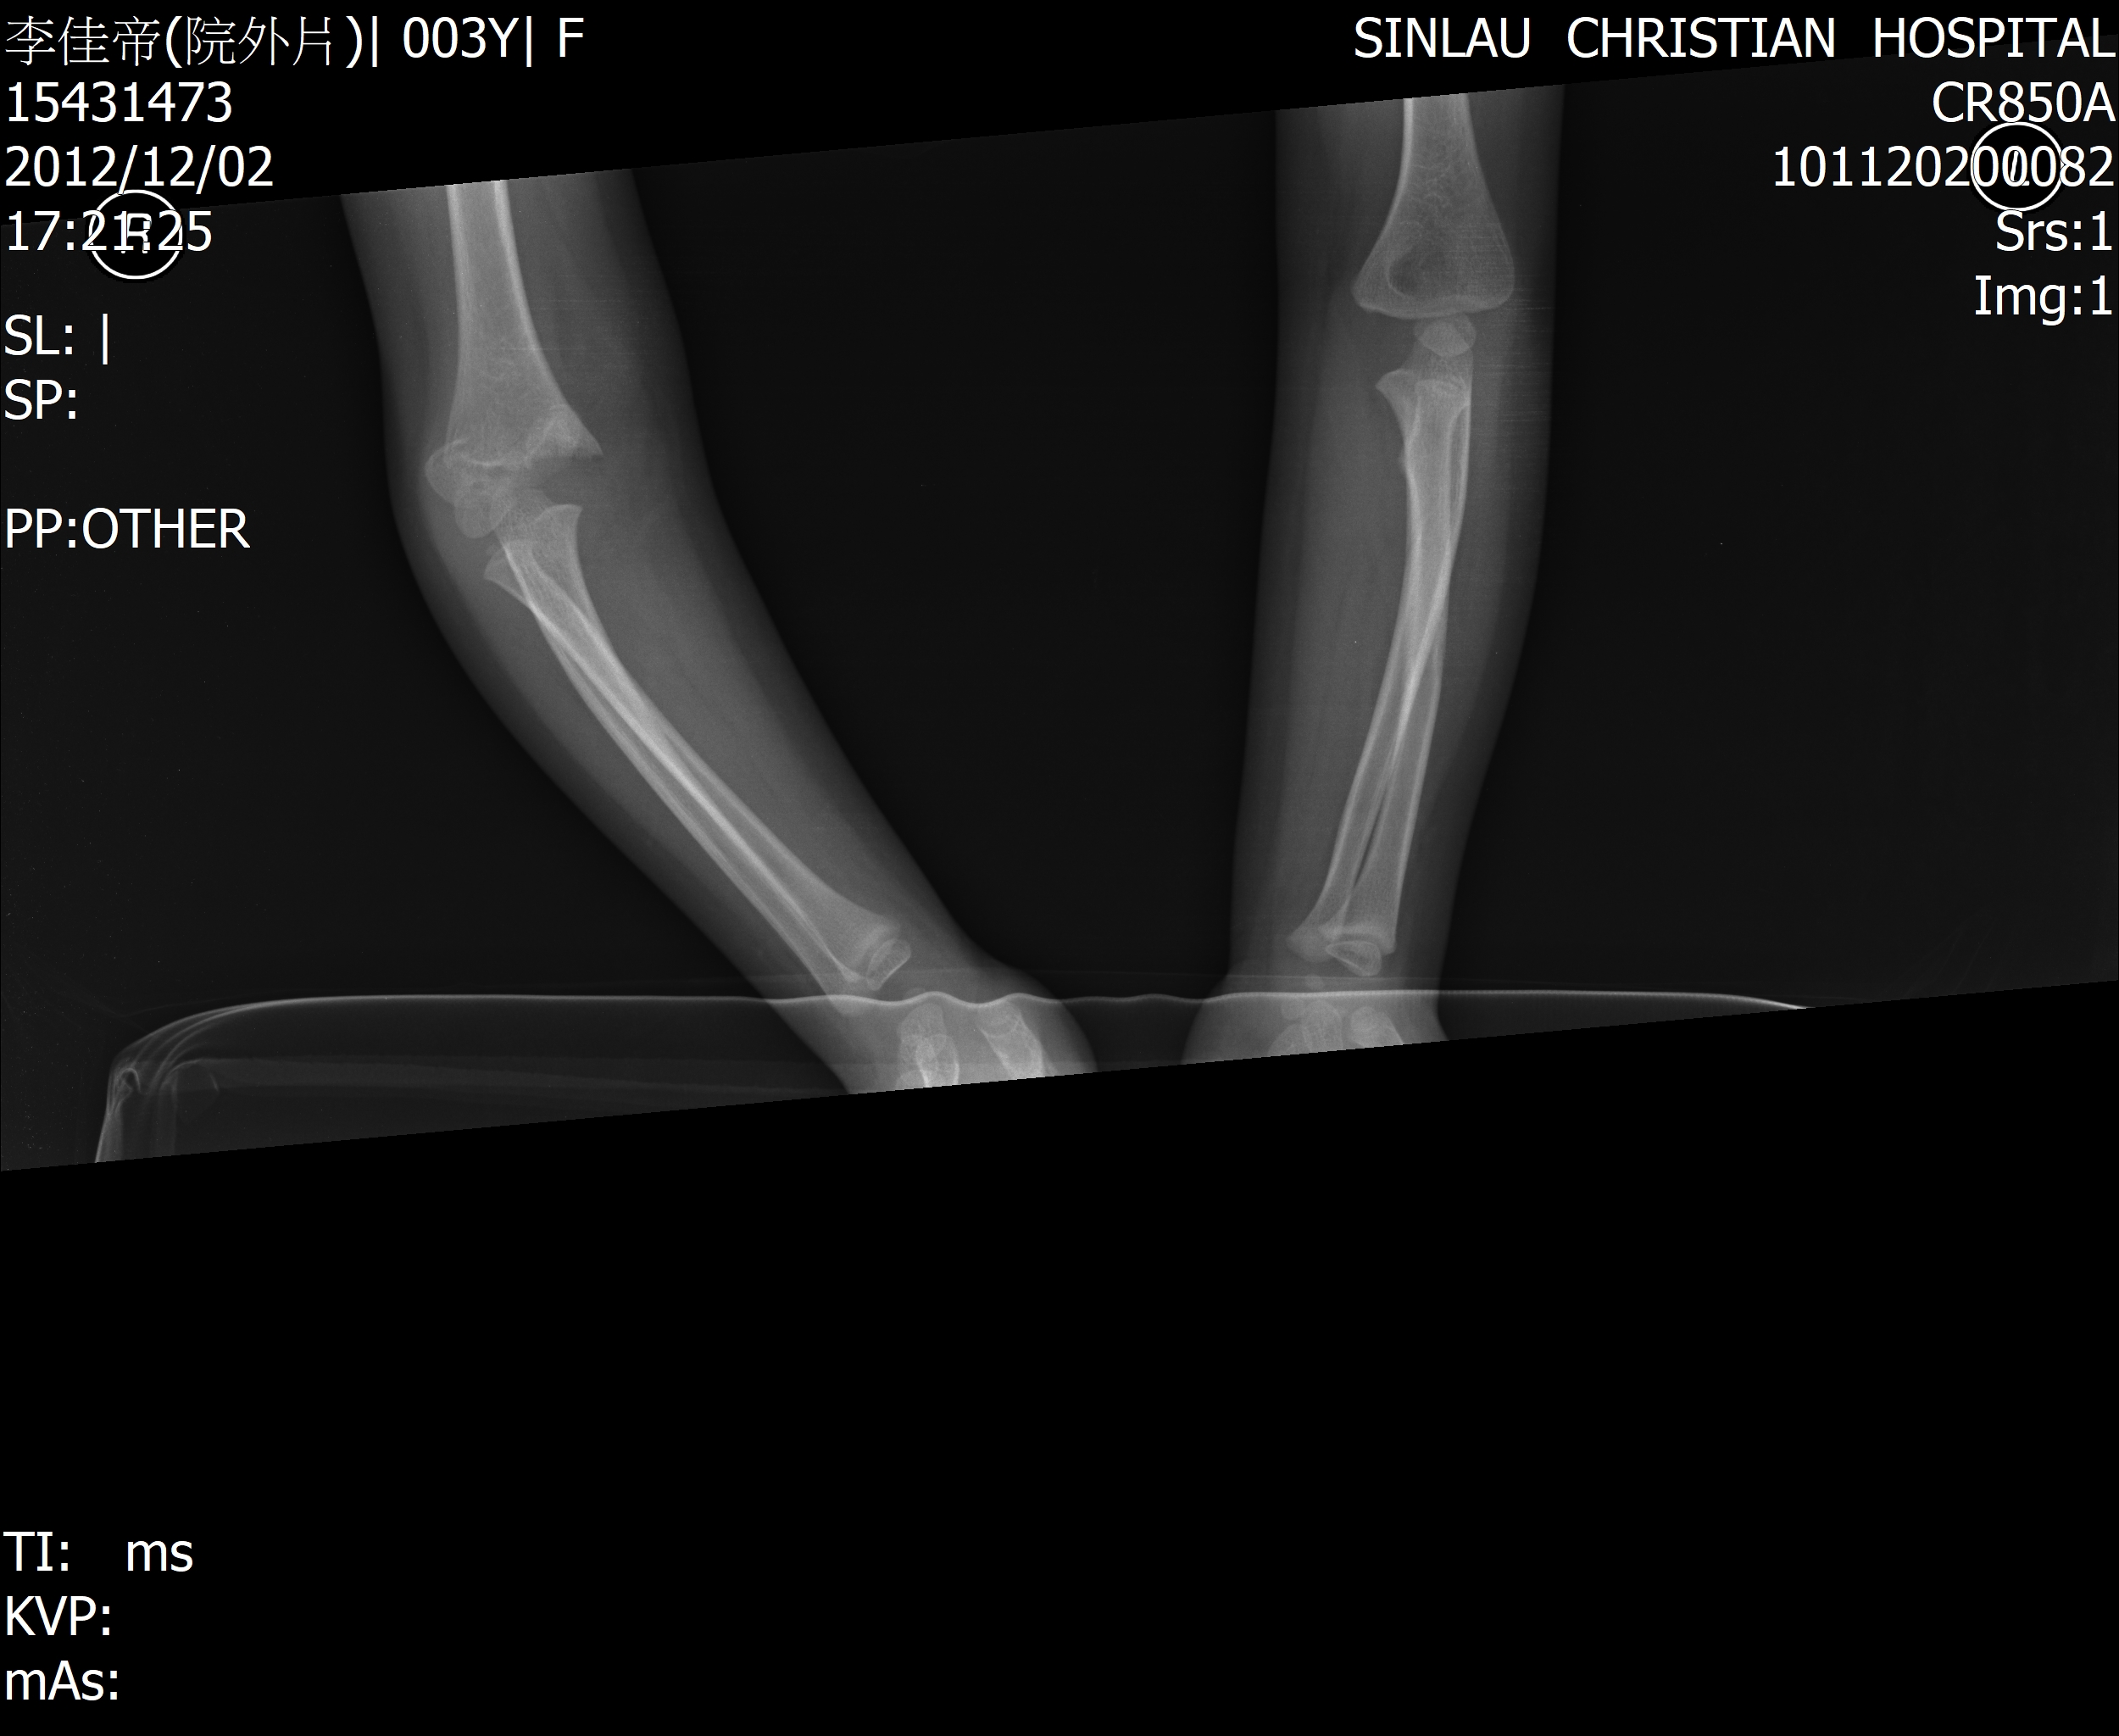 李佳帝(院外片)| 003Y| F
15431473
2012/12/02
17:21:25
R
SL: |
SP:
PP:OTHER
SINLAU CHRISTIAN HOSPITAL
CR850A
101120200082
Srs:1
Img:1
TI: ms
KVP:
mAs: